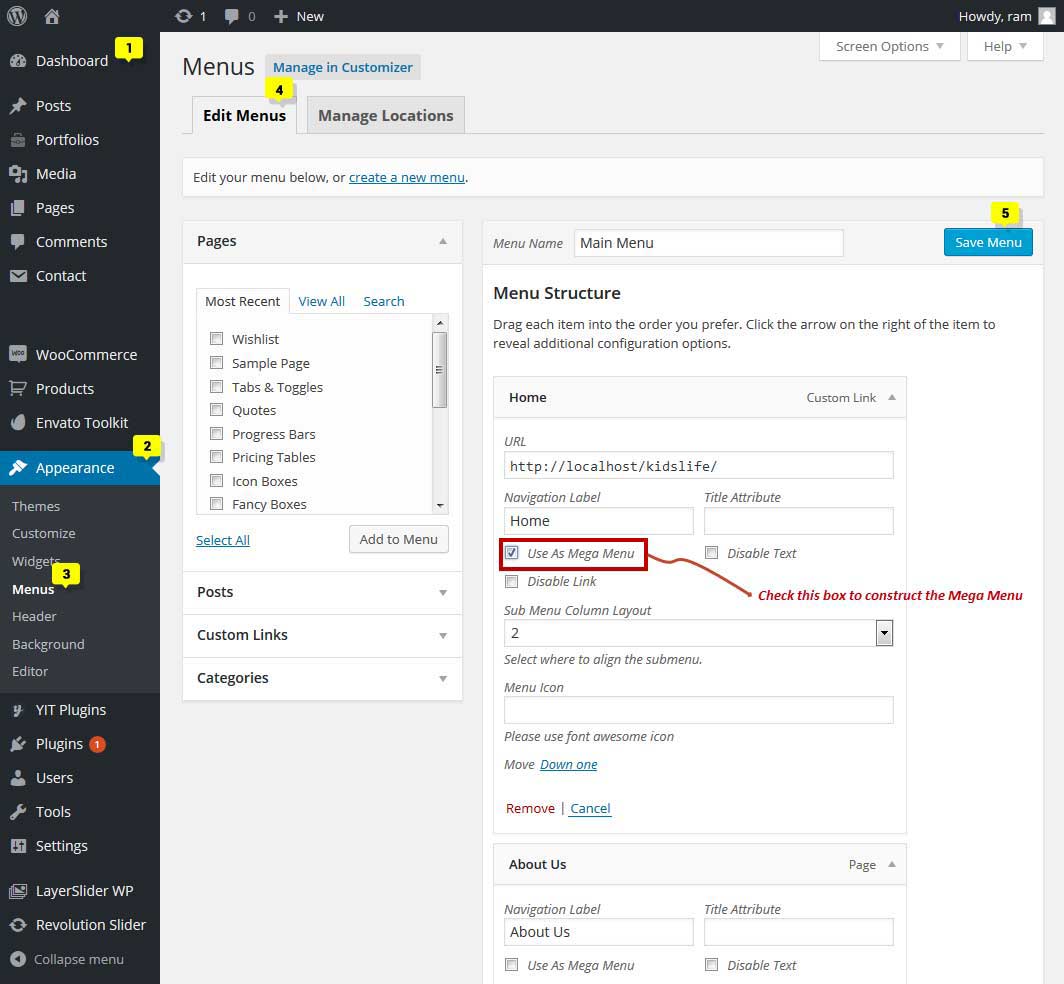 1 0 New Howdy, ram
Dashboard 1
Posts
Portfolios
Media
Pages
Comments
Contact
WOO WooCommerce
Products
Envato Toolkit
2
Appearance
Themes
Customize
Widgets
3
Menus
Header
Background
Editor
YIT Plugins
Plugins 1
Users
Tools
Settings
LayerSlider WP
Revolution Slider
Collapse menu
Screen Options Help
Menus Manage in Customizer
4
Edit Menus Manage Locations
Edit your menu below, or create a new menu.
Pages
Most Recent View All Search
Wishlist
Sample Page
Tabs & Toggles
Quotes
Progress Bars
Pricing Tables
Icon Boxes
Fancy Boxes
Select All Add to Menu
Posts
Custom Links
Categories
5
Menu Name Main Menu Save Menu
Menu Structure
Drag each item into the order you prefer. Click the arrow on the right of the item to
reveal additional configuration options.
Home Custom Link
URL
http://localhost/kidslife/
Navigation Label Title Attribute
Home
Use As Mega Menu Disable Text
Disable Link
Check this box to construct the Mega Menu
Sub Menu Column Layout
2
Select where to align the submenu.
Menu Icon
Please use font awesome icon
Move Down one
Remove | Cancel
About Us Page
Navigation Label Title Attribute
About Us
Use As Mega Menu Disable Text